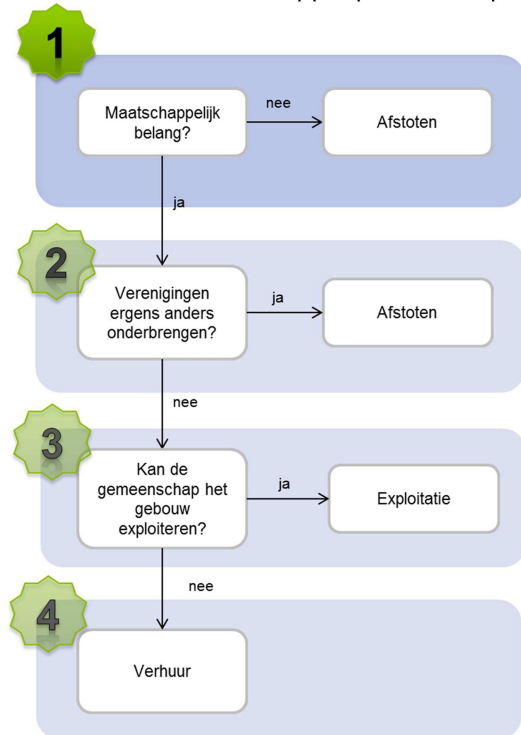 1
Maatschappelijk
belang?
nee
Afstoten
ja
2
Verenigingen
ergens anders
onderbrengen?
ja
Afstoten
nee
3
Kan de
gemeenschap het
gebouw
exploiteren?
ja
Exploitatie
nee
4
Verhuur